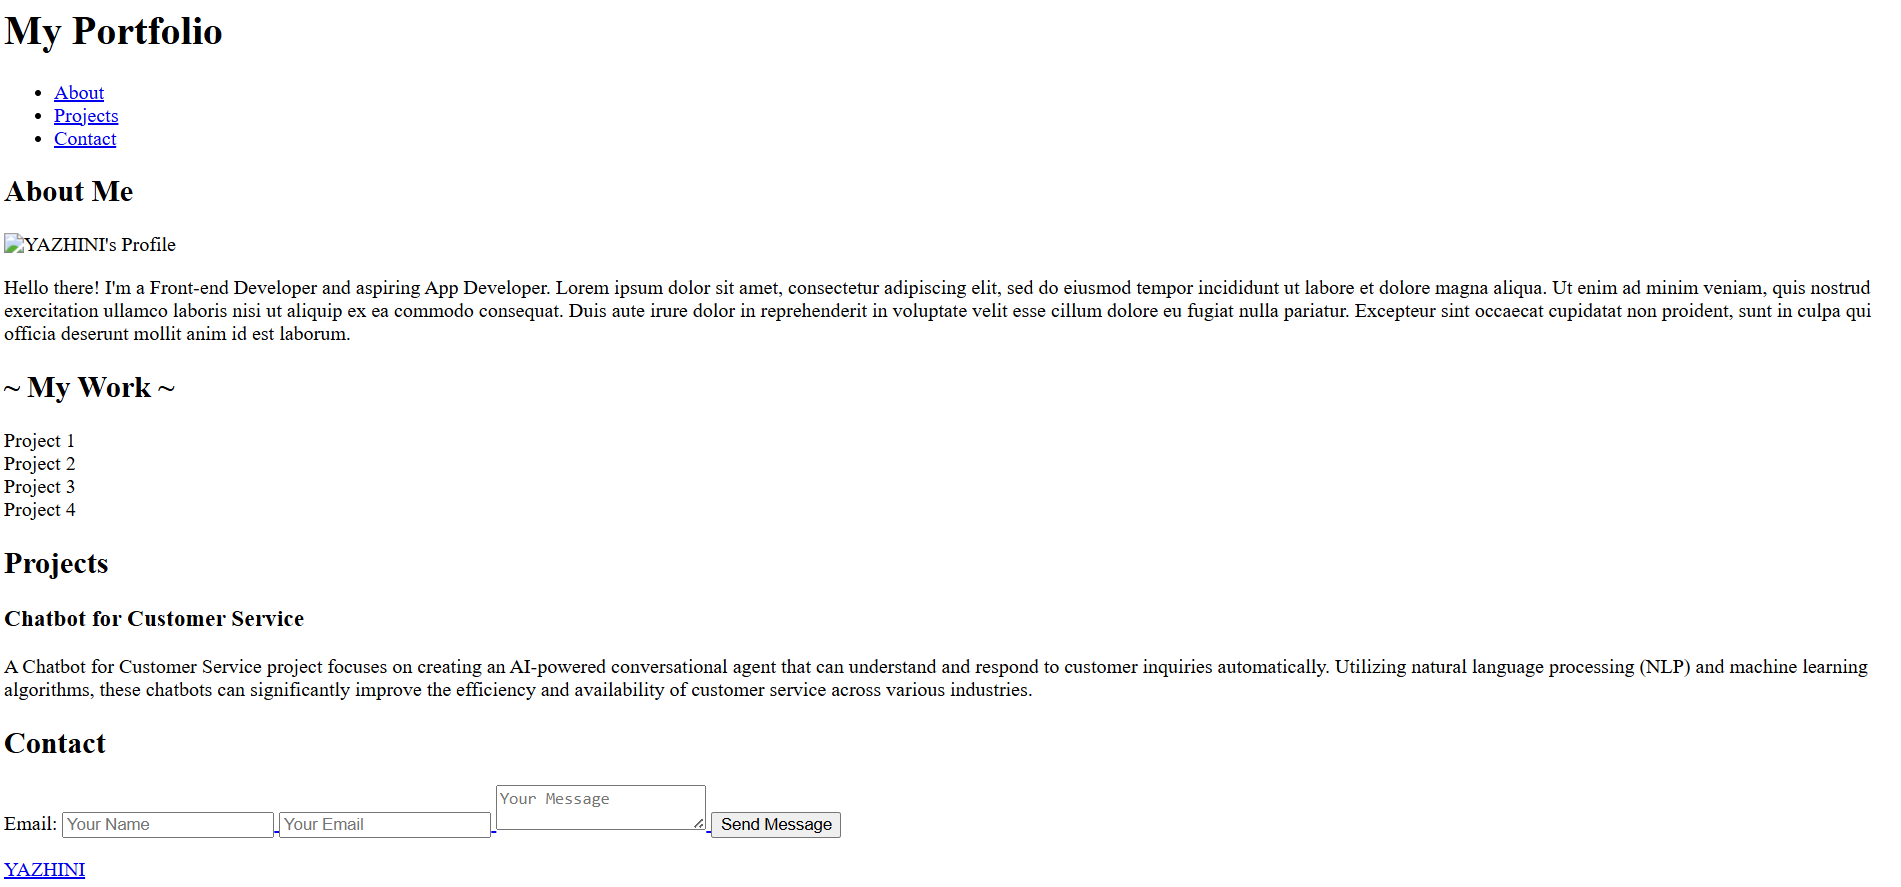 My Portfolio
About
Projects
Contact
About Me
YAZHINI's Profile
Hello there! I'm a Front-end Developer and aspiring App Developer. Lorem ipsum dolor sit amet, consectetur adipiscing elit, sed do eiusmod tempor incididunt ut labore et dolore magna aliqua. Ut enim ad minim veniam, quis nostrud
exercitation ullamco laboris nisi ut aliquip ex ea commodo consequat. Duis aute irure dolor in reprehenderit in voluptate velit esse cillum dolore eu fugiat nulla pariatur. Excepteur sint occaecat cupidatat non proident, sunt in culpa qui
officia deserunt mollit anim id est laborum.
~ My Work ~
Project 1
Project 2
Project 3
Project 4
Projects
Chatbot for Customer Service
A Chatbot for Customer Service project focuses on creating an AI-powered conversational agent that can understand and respond to customer inquiries automatically. Utilizing natural language processing (NLP) and machine learning
algorithms, these chatbots can significantly improve the efficiency and availability of customer service across various industries.
Contact
Email: Your Name Your Email Your Message Send Message
YAZHINI